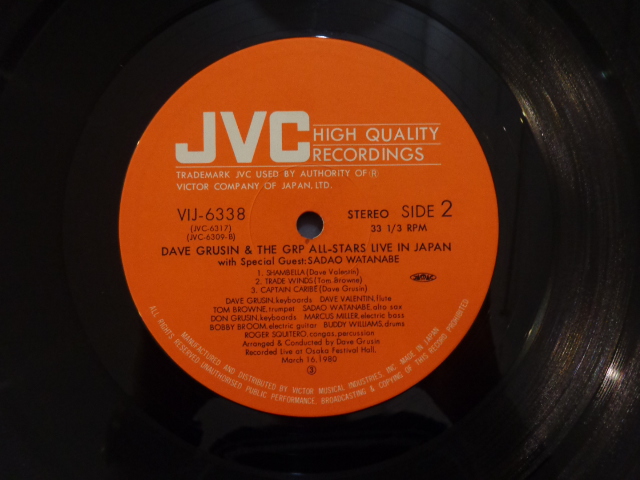 JVC HIGH QUALITY
RECORDINGS
TRADEMARK JVC USED BY AUTHORITY OF ®
VICTOR COMPANY OF JAPAN, LTD.
VIJ-6338
(JVC-6317)
(JVC-6309-B)
STEREO SIDE 2
33 1/3 RPM
DAVE GRUSIN & THE GRP ALL-STARS LIVE IN JAPAN
with Special Guest: SADAO WATANABE
1. SHAMBELLA (Dave Valentin)
2. TRADE WINDS (Tom Browne)
3. CAPTAIN CARIBE (Dave Grusin)
DAVE GRUSIN, keyboards DAVE VALENTIN, flute
TOM BROWNE, trumpet SADAO WATANABE, alto sax
DON GRUSIN, keyboards MARCUS MILLER, electric bass
BOBBY BROOM, electric guitar BUDDY WILLIAMS, drums
ROGER SQUITERO, congas, percussion
Arranged & Conducted by Dave Grusin
Recorded Live at Osaka Festival Hall,
March 16, 1980
③
MANUFACTURED AND DISTRIBUTED BY VICTOR MUSICAL INDUSTRIES, INC. MADE IN JAPAN
ALL RIGHTS RESERVED UNAUTHORISED PUBLIC PERFORMANCE, BROADCASTING & COPYING OF THIS RECORD PROHIBITED